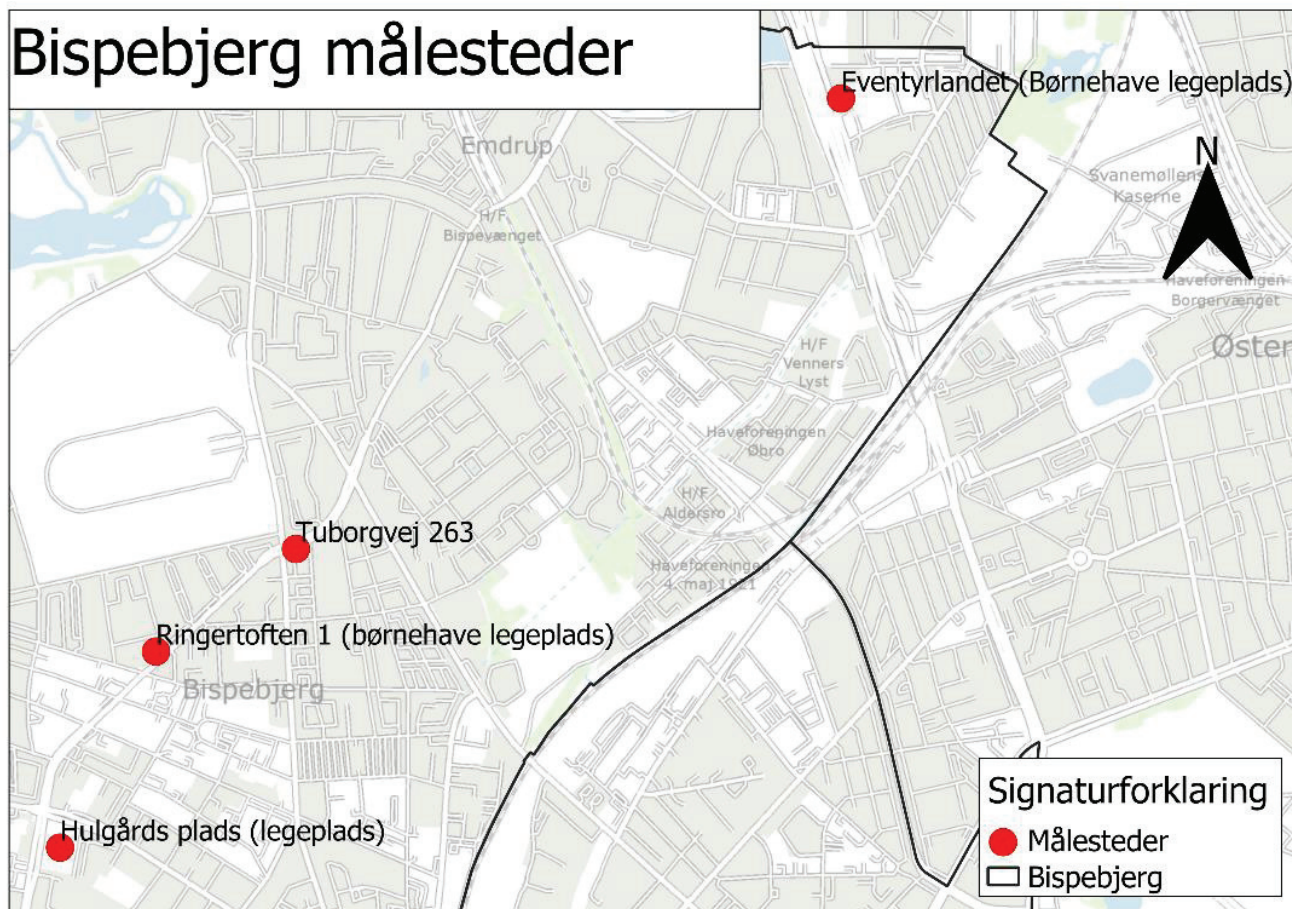 Bispebjerg målesteder
Eventyrlandet (Børnehave legeplads)
Emdrup
N
Svanemøllens
Kaserne
H/F
Bispevænget
Haveforeningen
Borgervænget
H/F
Venners
Lyst
Øster
Haveforeningen
Øbro
H/F
Aldersro
Tuborgvej 263
Haveforeningen
4. maj 1921
Ringertoften 1 (børnehave legeplads)
Bispebjerg
Hulgårds plads (legeplads)
Signaturforklaring
Målesteder
Bispebjerg